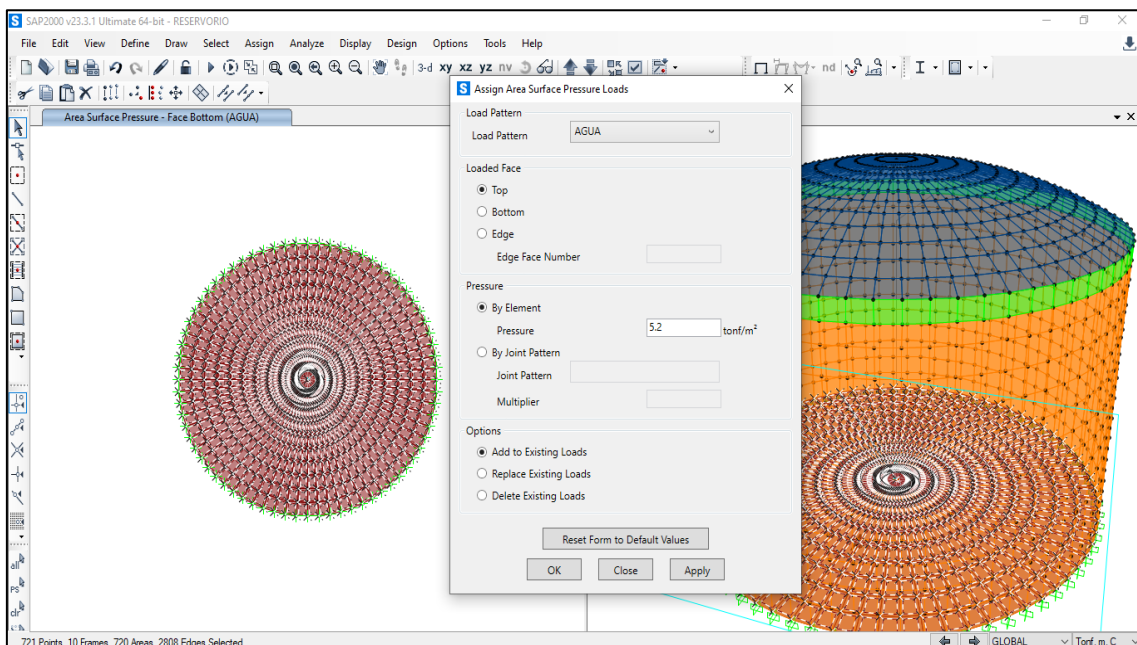 SAP2000 v23.3.1 Ultimate 64-bit - RESERVORIO
File Edit View Define Draw Select Assign Analyze Display Design Options Tools Help
3-d xy xz yz nv
nd
Area Surface Pressure - Face Bottom (AGUA)
Assign Area Surface Pressure Loads
Load Pattern
Load Pattern AGUA
Loaded Face
Top
Bottom
Edge
Edge Face Number
Pressure
By Element
Pressure 5.2 tonf/m²
By Joint Pattern
Joint Pattern
Multiplier
Options
Add to Existing Loads
Replace Existing Loads
Delete Existing Loads
Reset Form to Default Values
OK Close Apply
all
ps
clr
721 Points, 10 Frames, 720 Areas, 2808 Edges Selected
GLOBAL Tonf, m, C